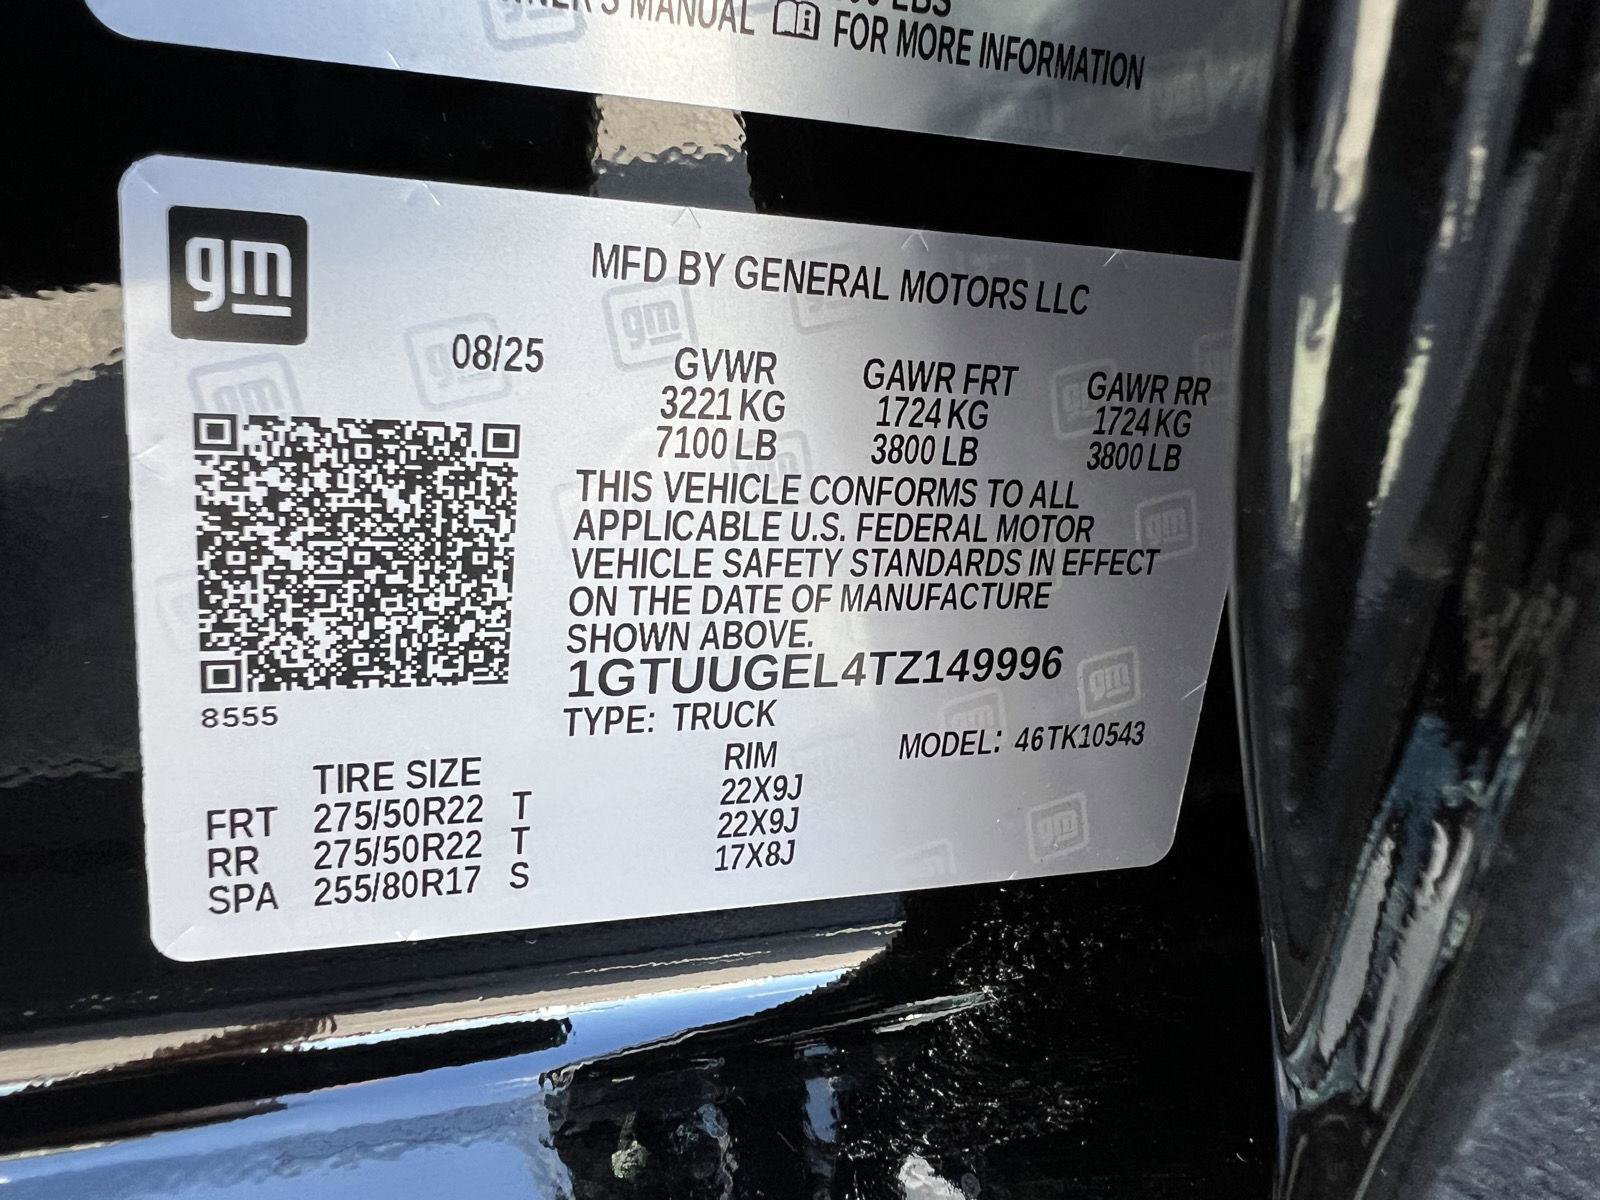 LBS
OWNER'S MANUAL FOR MORE INFORMATION
gm
MFD BY GENERAL MOTORS LLC
08/25
GVWR GAWR FRT GAWR RR
3221 KG 1724 KG 1724 KG
7100 LB 3800 LB 3800 LB
THIS VEHICLE CONFORMS TO ALL
APPLICABLE U.S. FEDERAL MOTOR
VEHICLE SAFETY STANDARDS IN EFFECT
ON THE DATE OF MANUFACTURE
SHOWN ABOVE.
1GTUUGEL4TZ149996
8555
TYPE: TRUCK MODEL: 46TK10543
TIRE SIZE RIM
FRT 275/50R22 T 22X9J
RR 275/50R22 T 22X9J
SPA 255/80R17 S 17X8J